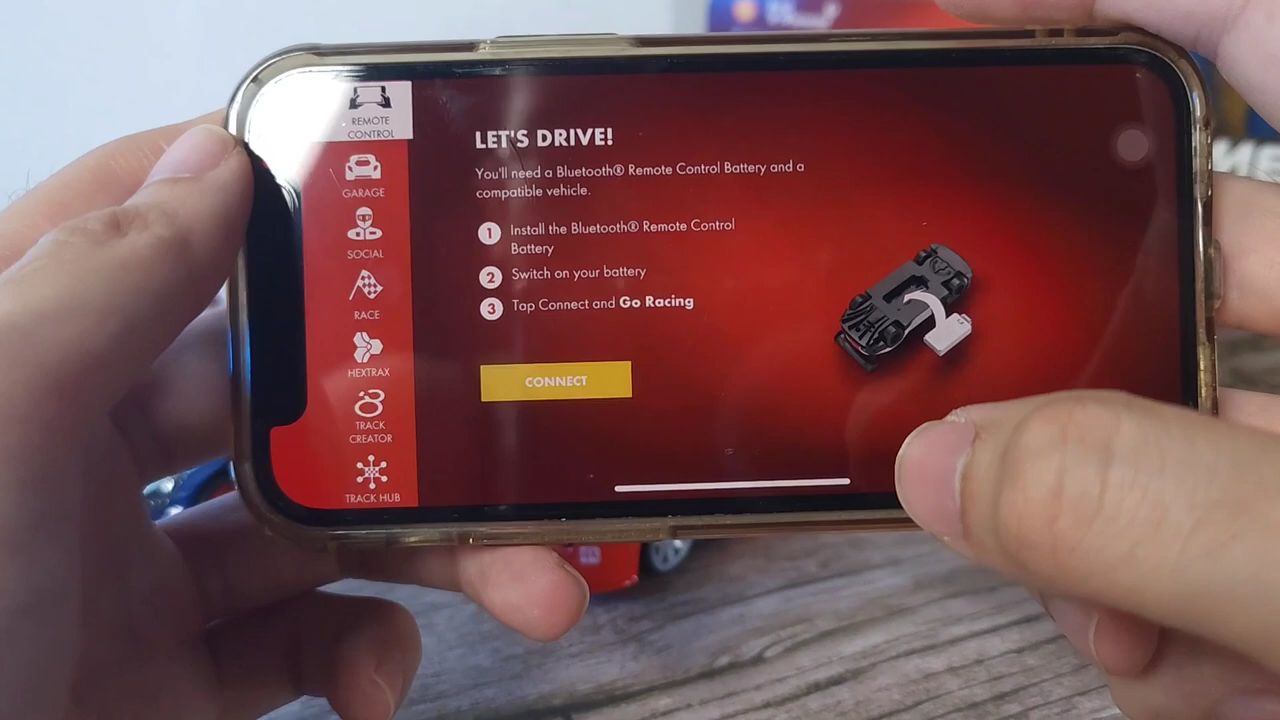 REMOTE
CONTROL
GARAGE
SOCIAL
RACE
HEXTRAX
TRACK
CREATOR
TRACK HUB
LET'S DRIVE!
You'll need a Bluetooth® Remote Control Battery and a
compatible vehicle.
1 Install the Bluetooth® Remote Control
Battery
2 Switch on your battery
3 Tap Connect and Go Racing
CONNECT